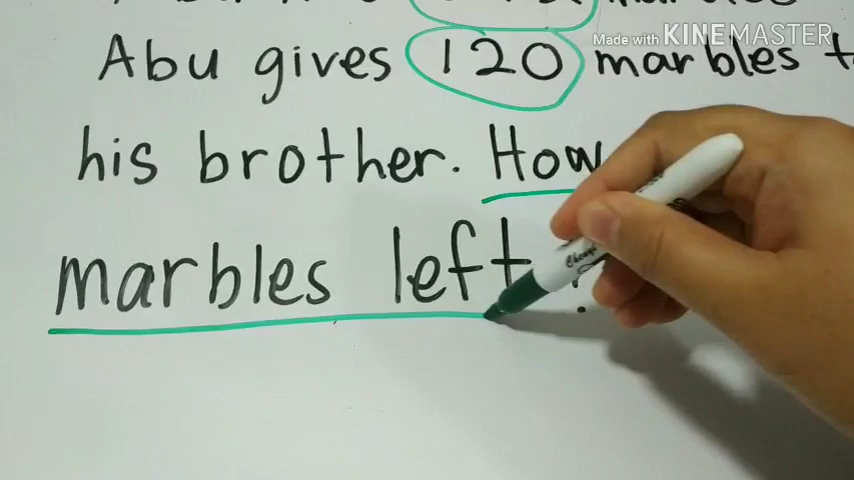 Made with KINEMASTER
Abu gives 120 marbles
his brother. How
marbles left ?